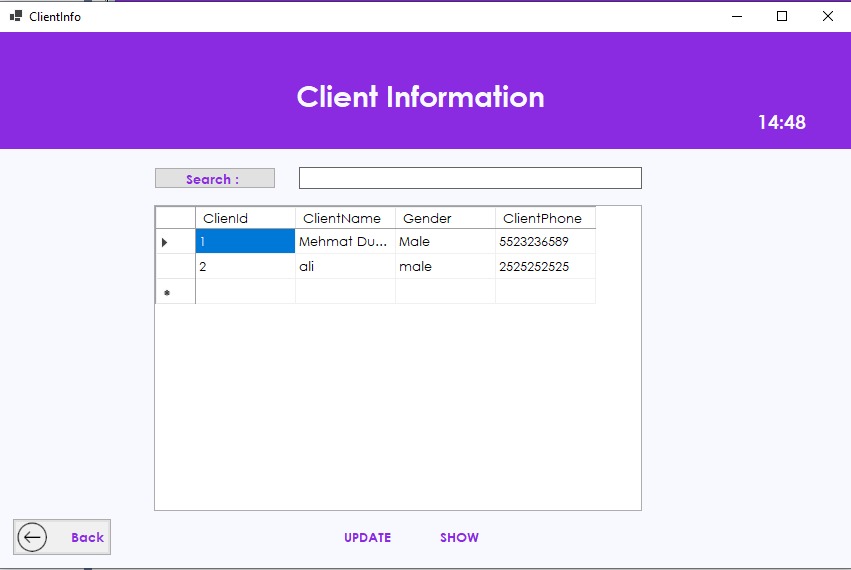 ClientInfo
Client Information
14:48
Search :
ClienId ClientName Gender ClientPhone
1 Mehmat Du... Male 5523236589
2 ali male 2525252525
Back UPDATE SHOW